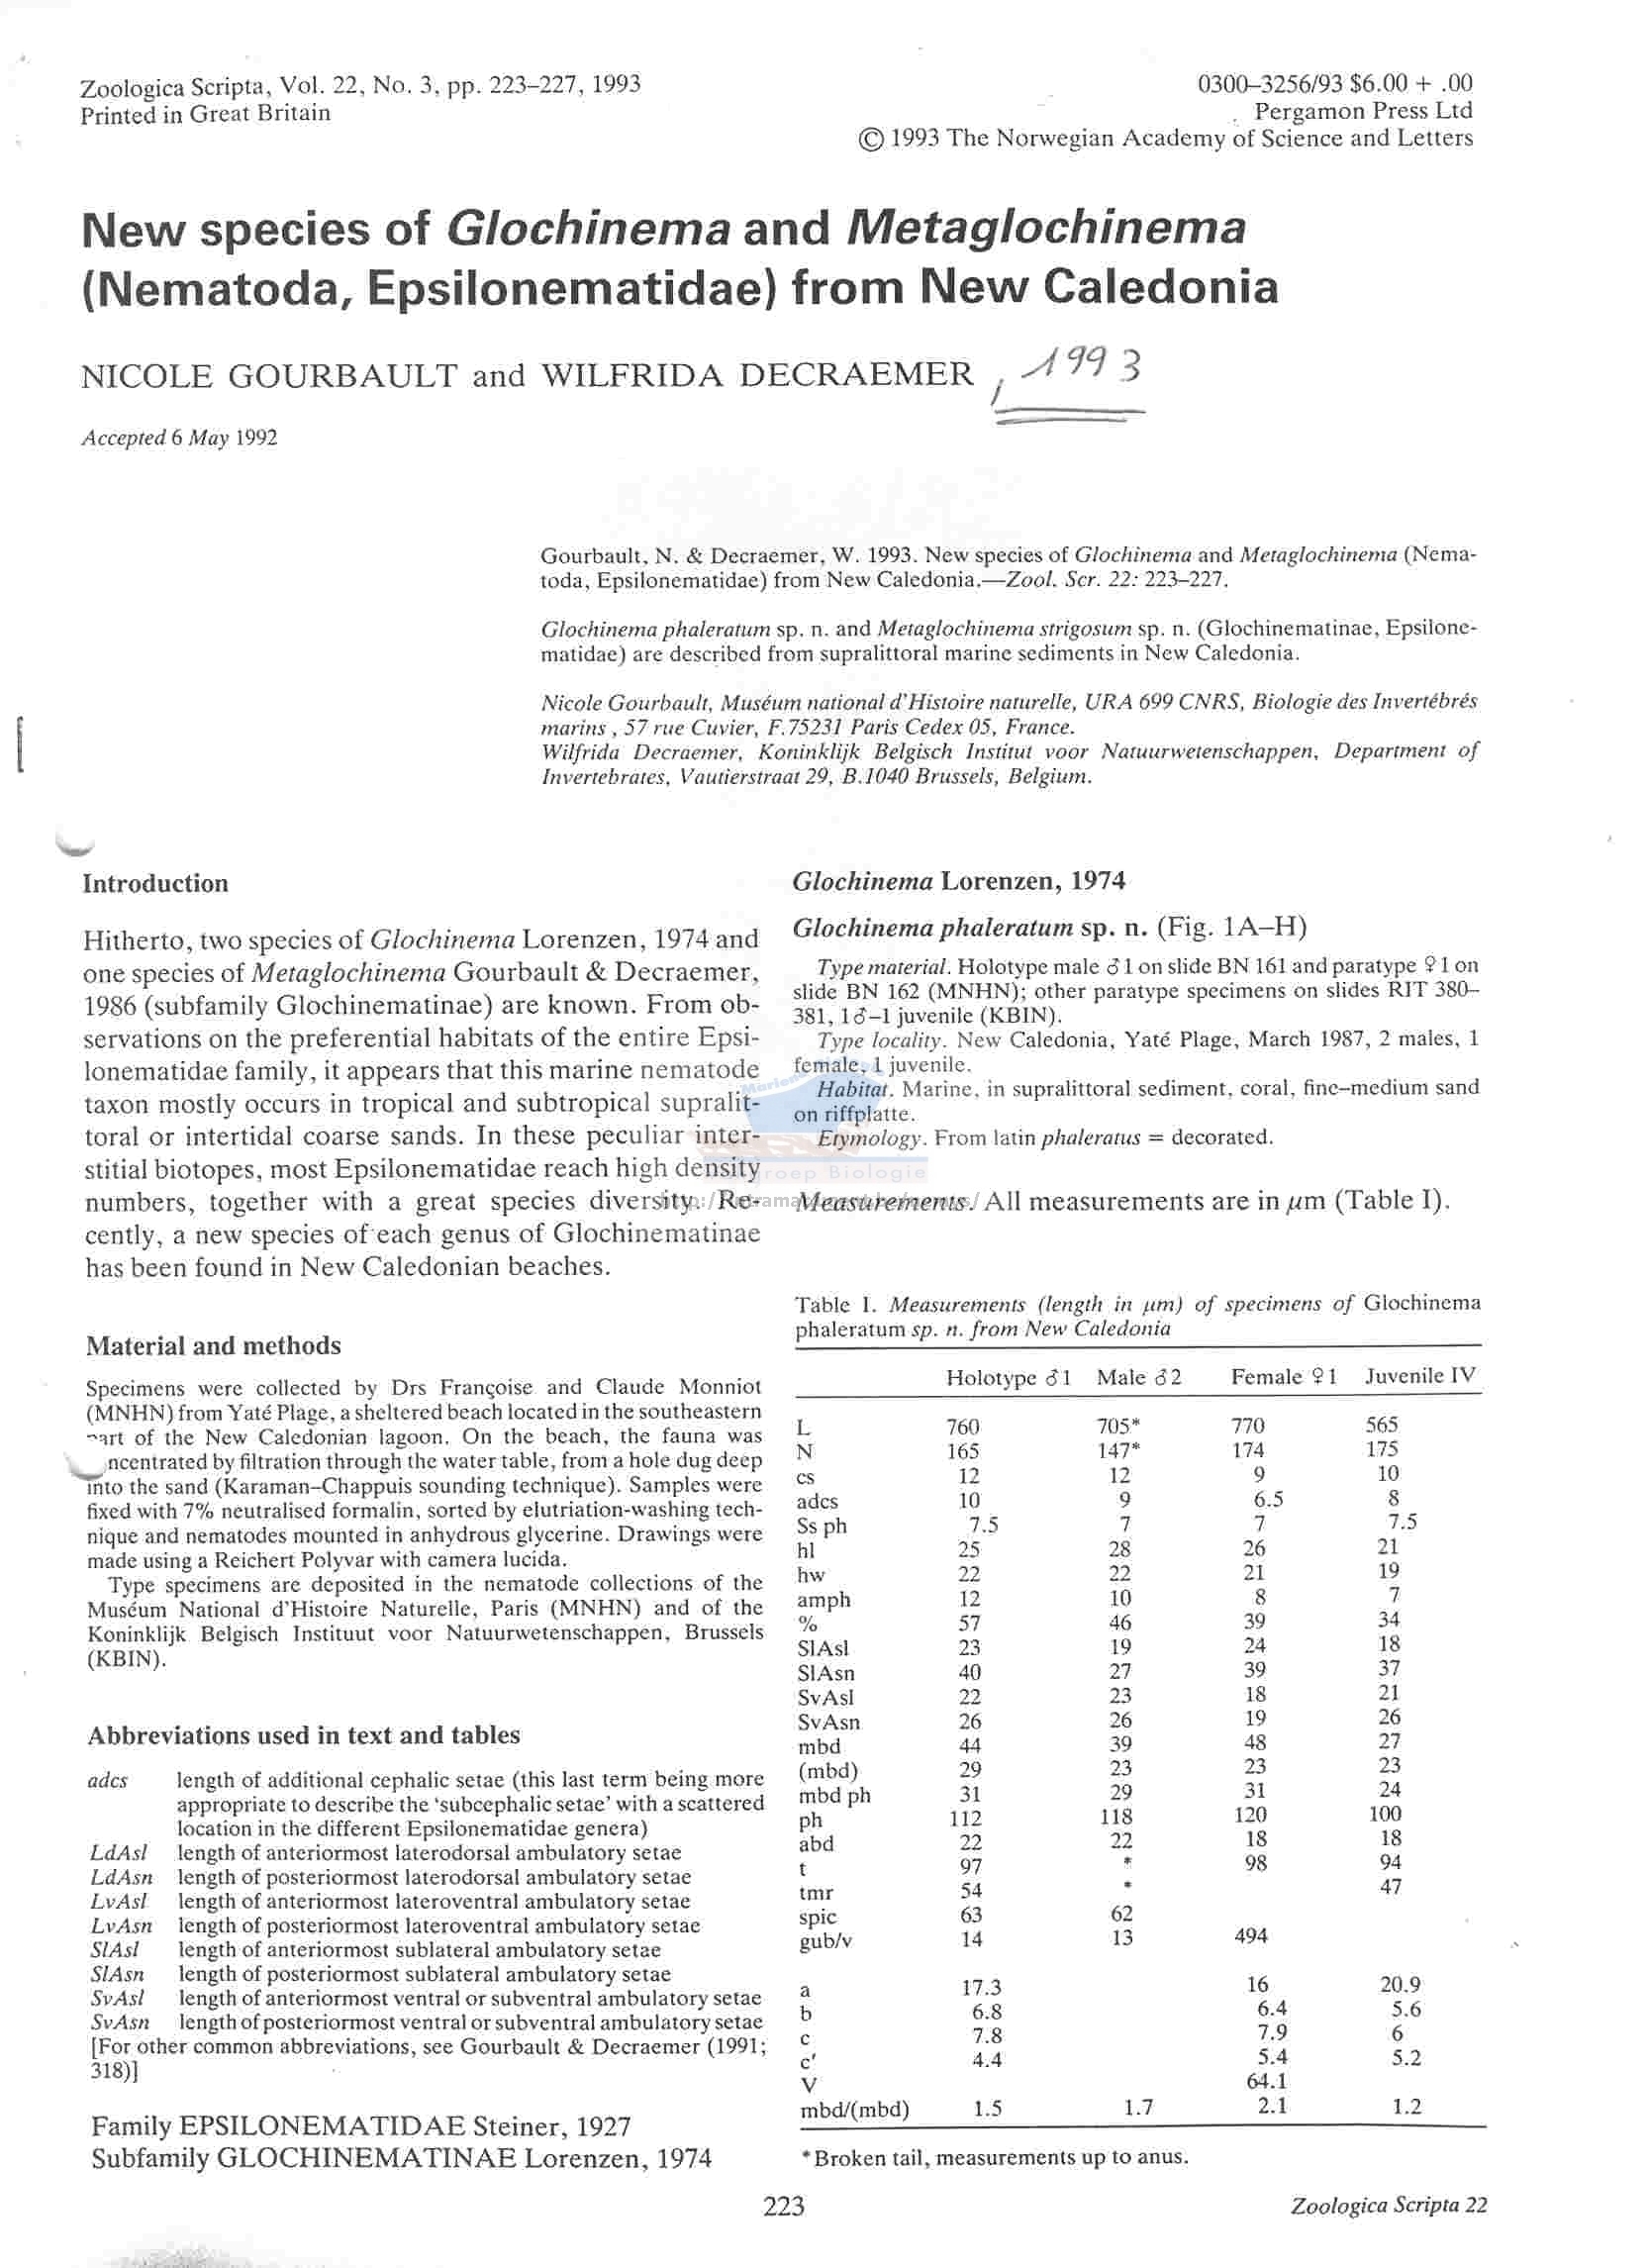 Zoologica Scripta, Vol. 22, No. 3, pp. 223–227, 1993
Printed in Great Britain
0300–3256/93 $6.00 + .00
Pergamon Press Ltd
© 1993 The Norwegian Academy of Science and Letters
New species of Glochinema and Metaglochinema
(Nematoda, Epsilonematidae) from New Caledonia
NICOLE GOURBAULT and WILFRIDA DECRAEMER , 1993
Accepted 6 May 1992
Gourbault, N. & Decraemer, W. 1993. New species of Glochinema and Metaglochinema (Nema-
toda, Epsilonematidae) from New Caledonia.—Zool. Scr. 22: 223–227.
Glochinema phaleratum sp. n. and Metaglochinema strigosum sp. n. (Glochinematinae, Epsilone-
matidae) are described from supralittoral marine sediments in New Caledonia.
Nicole Gourbault, Muséum national d'Histoire naturelle, URA 699 CNRS, Biologie des Invertébrés
marins , 57 rue Cuvier, F.75231 Paris Cedex 05, France.
Wilfrida Decraemer, Koninklijk Belgisch Institut voor Natuurwetenschappen, Department of
Invertebrates, Vautierstraat 29, B.1040 Brussels, Belgium.
Introduction
Hitherto, two species of Glochinema Lorenzen, 1974 and
one species of Metaglochinema Gourbault & Decraemer,
1986 (subfamily Glochinematinae) are known. From ob-
servations on the preferential habitats of the entire Epsi-
lonematidae family, it appears that this marine nematode
taxon mostly occurs in tropical and subtropical supralit-
toral or intertidal coarse sands. In these peculiar inter-
stitial biotopes, most Epsilonematidae reach high density
numbers, together with a great species diversity. Re-
cently, a new species of each genus of Glochinematinae
has been found in New Caledonian beaches.
Material and methods
Specimens were collected by Drs Françoise and Claude Monniot
(MNHN) from Yaté Plage, a sheltered beach located in the southeastern
part of the New Caledonian lagoon. On the beach, the fauna was
ncentrated by filtration through the water table, from a hole dug deep
into the sand (Karaman–Chappuis sounding technique). Samples were
fixed with 7% neutralised formalin, sorted by elutriation-washing tech-
nique and nematodes mounted in anhydrous glycerine. Drawings were
made using a Reichert Polyvar with camera lucida.
Type specimens are deposited in the nematode collections of the
Muséum National d'Histoire Naturelle, Paris (MNHN) and of the
Koninklijk Belgisch Instituut voor Natuurwetenschappen, Brussels
(KBIN).
Abbreviations used in text and tables
adcs length of additional cephalic setae (this last term being more
appropriate to describe the 'subcephalic setae' with a scattered
location in the different Epsilonematidae genera)
LdAsl length of anteriormost laterodorsal ambulatory setae
LdAsn length of posteriormost laterodorsal ambulatory setae
LvAsl length of anteriormost lateroventral ambulatory setae
LvAsn length of posteriormost lateroventral ambulatory setae
SlAsl length of anteriormost sublateral ambulatory setae
SlAsn length of posteriormost sublateral ambulatory setae
SvAsl length of anteriormost ventral or subventral ambulatory setae
SvAsn length of posteriormost ventral or subventral ambulatory setae
[For other common abbreviations, see Gourbault & Decraemer (1991;
318)]
Family EPSILONEMATIDAE Steiner, 1927
Subfamily GLOCHINEMATINAE Lorenzen, 1974
Glochinema Lorenzen, 1974
Glochinema phaleratum sp. n. (Fig. 1A–H)
Type material. Holotype male ♂1 on slide BN 161 and paratype ♀1 on
slide BN 162 (MNHN); other paratype specimens on slides RIT 380–
381, 1♂–1 juvenile (KBIN).
Type locality. New Caledonia, Yaté Plage, March 1987, 2 males, 1
female, 1 juvenile.
Habitat. Marine, in supralittoral sediment, coral, fine–medium sand
on riffplatte.
Etymology. From latin phaleratus = decorated.
Measurements. All measurements are in μm (Table I).
Table I. Measurements (length in μm) of specimens of Glochinema
phaleratum sp. n. from New Caledonia
Holotype ♂1 Male ♂2 Female ♀1 Juvenile IV
L 760 705* 770 565
N 165 147* 174 175
cs 12 12 9 10
adcs 10 9 6.5 8
Ss ph 7.5 7 7 7.5
hl 25 28 26 21
hw 22 22 21 19
amph 12 10 8 7
% 57 46 39 34
SlAsl 23 19 24 18
SlAsn 40 27 39 37
SvAsl 22 23 18 21
SvAsn 26 26 19 26
mbd 44 39 48 27
(mbd) 29 23 23 23
mbd ph 31 29 31 24
ph 112 118 120 100
abd 22 22 18 18
t 97 * 98 94
tmr 54 * 47
spic 63 62
gub/v 14 13 494
a 17.3 16 20.9
b 6.8 6.4 5.6
c 7.8 7.9 6
c' 4.4 5.4 5.2
V 64.1
mbd/(mbd) 1.5 1.7 2.1 1.2
*Broken tail, measurements up to anus.
223
Zoologica Scripta 22